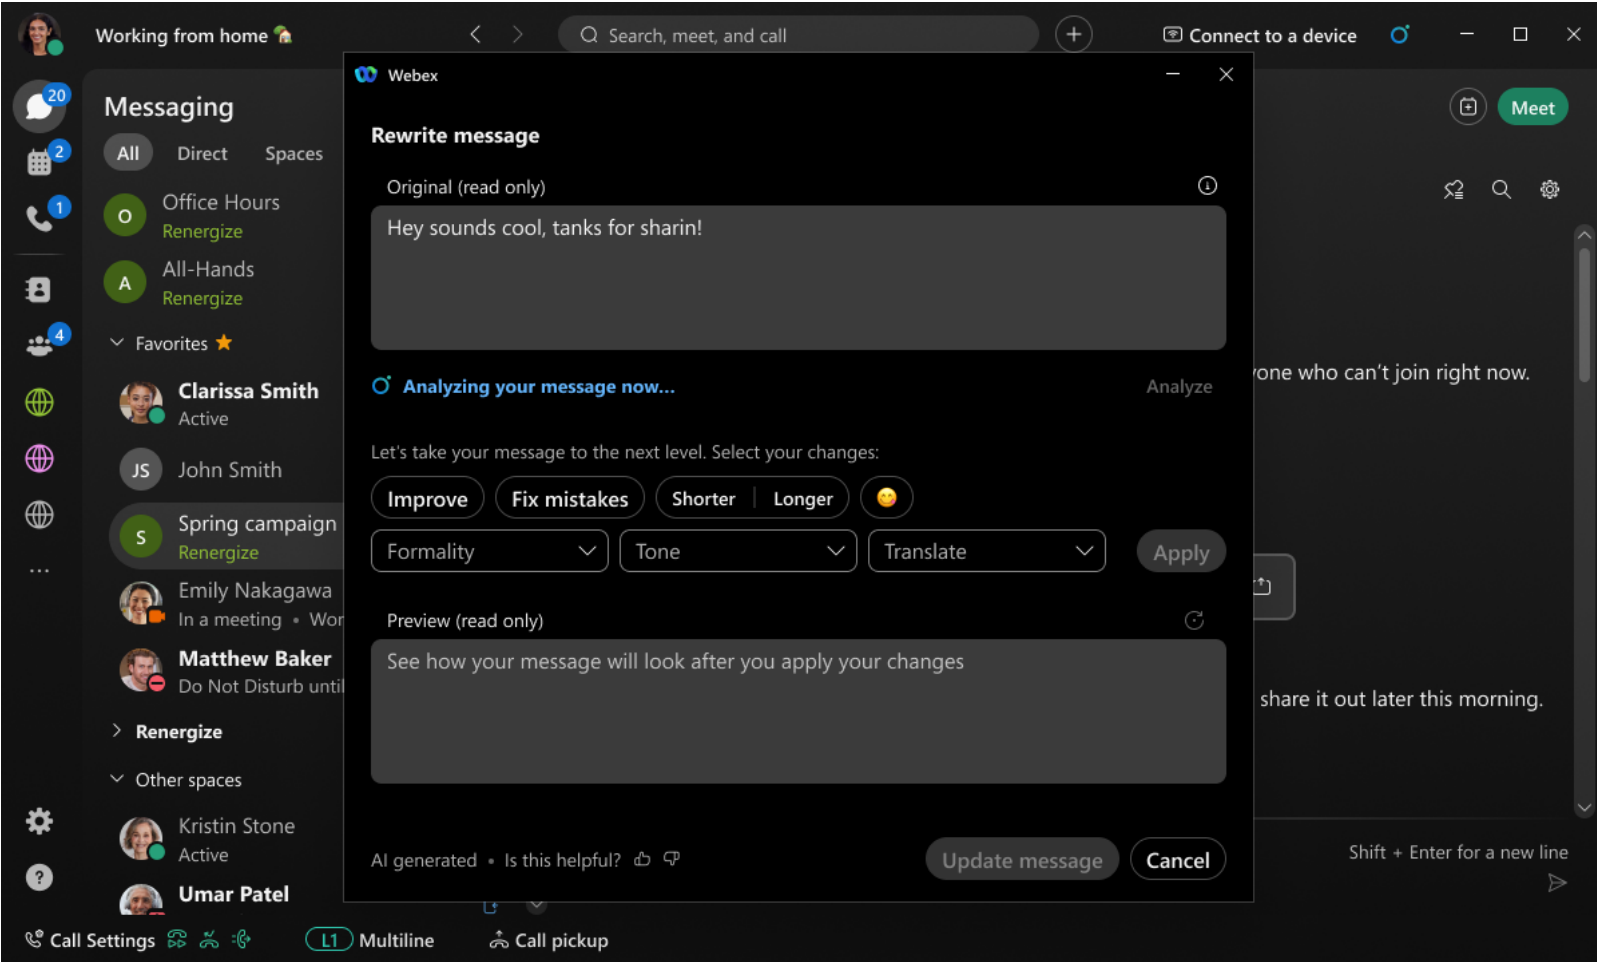 Working from home
Search, meet, and call
Connect to a device
Webex
20
Messaging
Meet
Rewrite message
2
All Direct Spaces
Original (read only)
Office Hours
1
O
Renergize
Hey sounds cool, tanks for sharin!
All-Hands
A
Renergize
4
Favorites
Clarissa Smith
Active
Analyzing your message now...
Analyze
one who can't join right now.
JS
John Smith
Let's take your message to the next level. Select your changes:
Improve Fix mistakes Shorter Longer
Spring campaign
S
Renergize
Formality Tone Translate Apply
Emily Nakagawa
In a meeting • Wor
Preview (read only)
Matthew Baker
Do Not Disturb until
See how your message will look after you apply your changes
share it out later this morning.
Renergize
Other spaces
Kristin Stone
Active
AI generated • Is this helpful?
Update message Cancel
Shift + Enter for a new line
?
Umar Patel
Call Settings
L1 Multiline
Call pickup